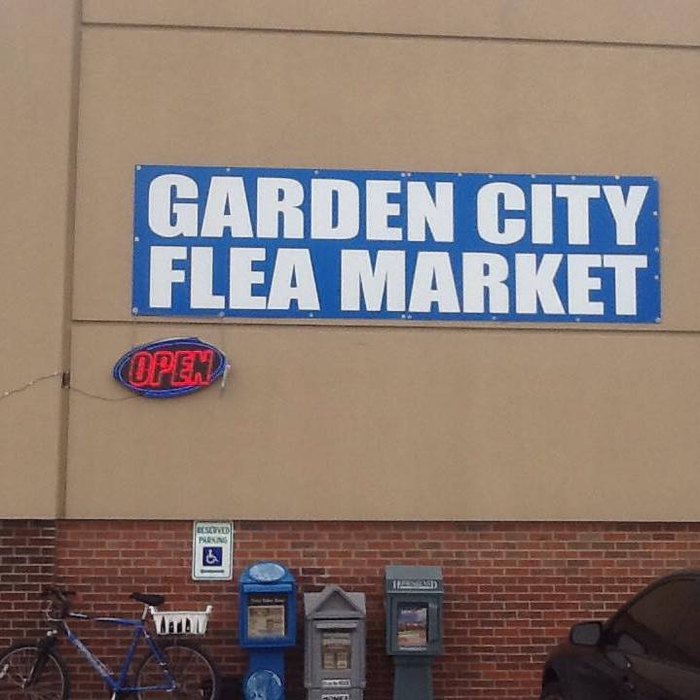 GARDEN CITY
FLEA MARKET
OPEN
RESERVED
PARKING